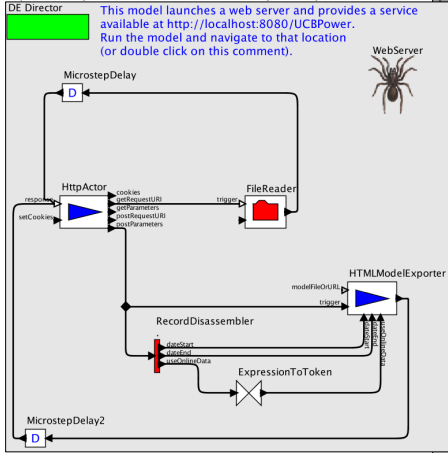 DE Director
This model launches a web server and provides a service
available at http://localhost:8080/UCBPower.
Run the model and navigate to that location
(or double click on this comment).
WebServer
MicrostepDelay
D
HttpActor
FileReader
response
setCookies
cookies
getRequestURI
getParameters
postRequestURI
postParameters
trigger
HTMLModelExporter
modelFileOrURL
trigger
dateStart
dateEnd
useOnlineData
RecordDisassembler
dateStart
dateEnd
useOnlineData
ExpressionToToken
MicrostepDelay2
D